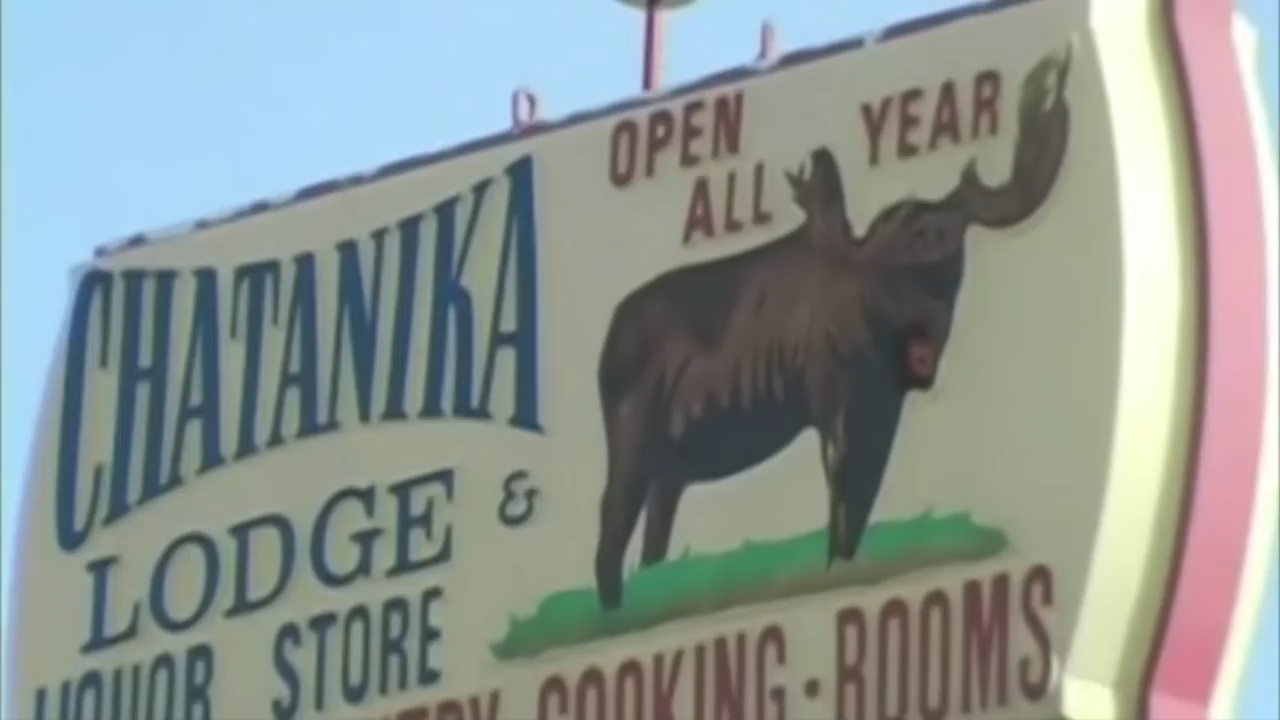 OPEN
ALL YEAR
CHATANIKA
LODGE &
LIQUOR STORE
COOKING · ROOMS